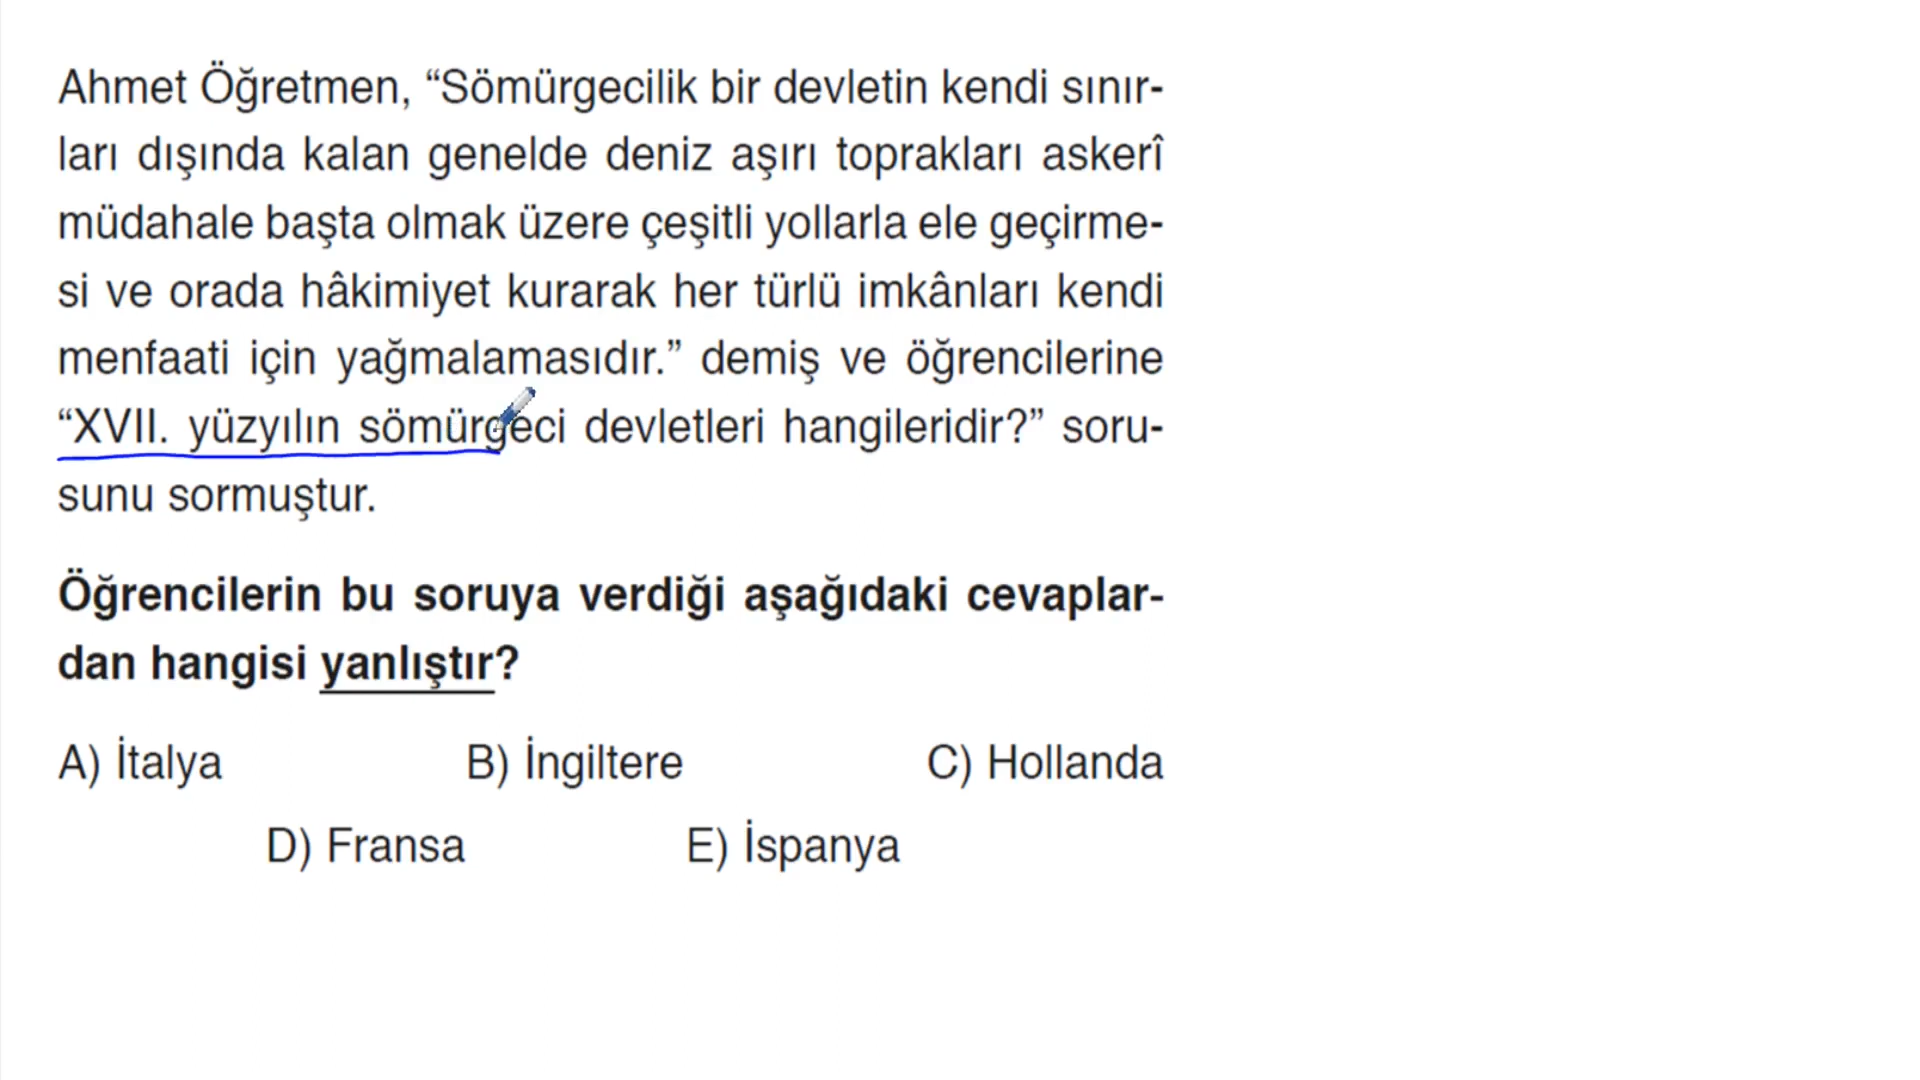 Ahmet Öğretmen, “Sömürgecilik bir devletin kendi sınır-
ları dışında kalan genelde deniz aşırı toprakları askerî
müdahale başta olmak üzere çeşitli yollarla ele geçirme-
si ve orada hâkimiyet kurarak her türlü imkânları kendi
menfaati için yağmalamasıdır.” demiş ve öğrencilerine
“XVII. yüzyılın sömürgeci devletleri hangileridir?” soru-
sunu sormuştur.
Öğrencilerin bu soruya verdiği aşağıdaki cevaplar-
dan hangisi yanlıştır?
A) İtalya B) İngiltere C) Hollanda
D) Fransa E) İspanya